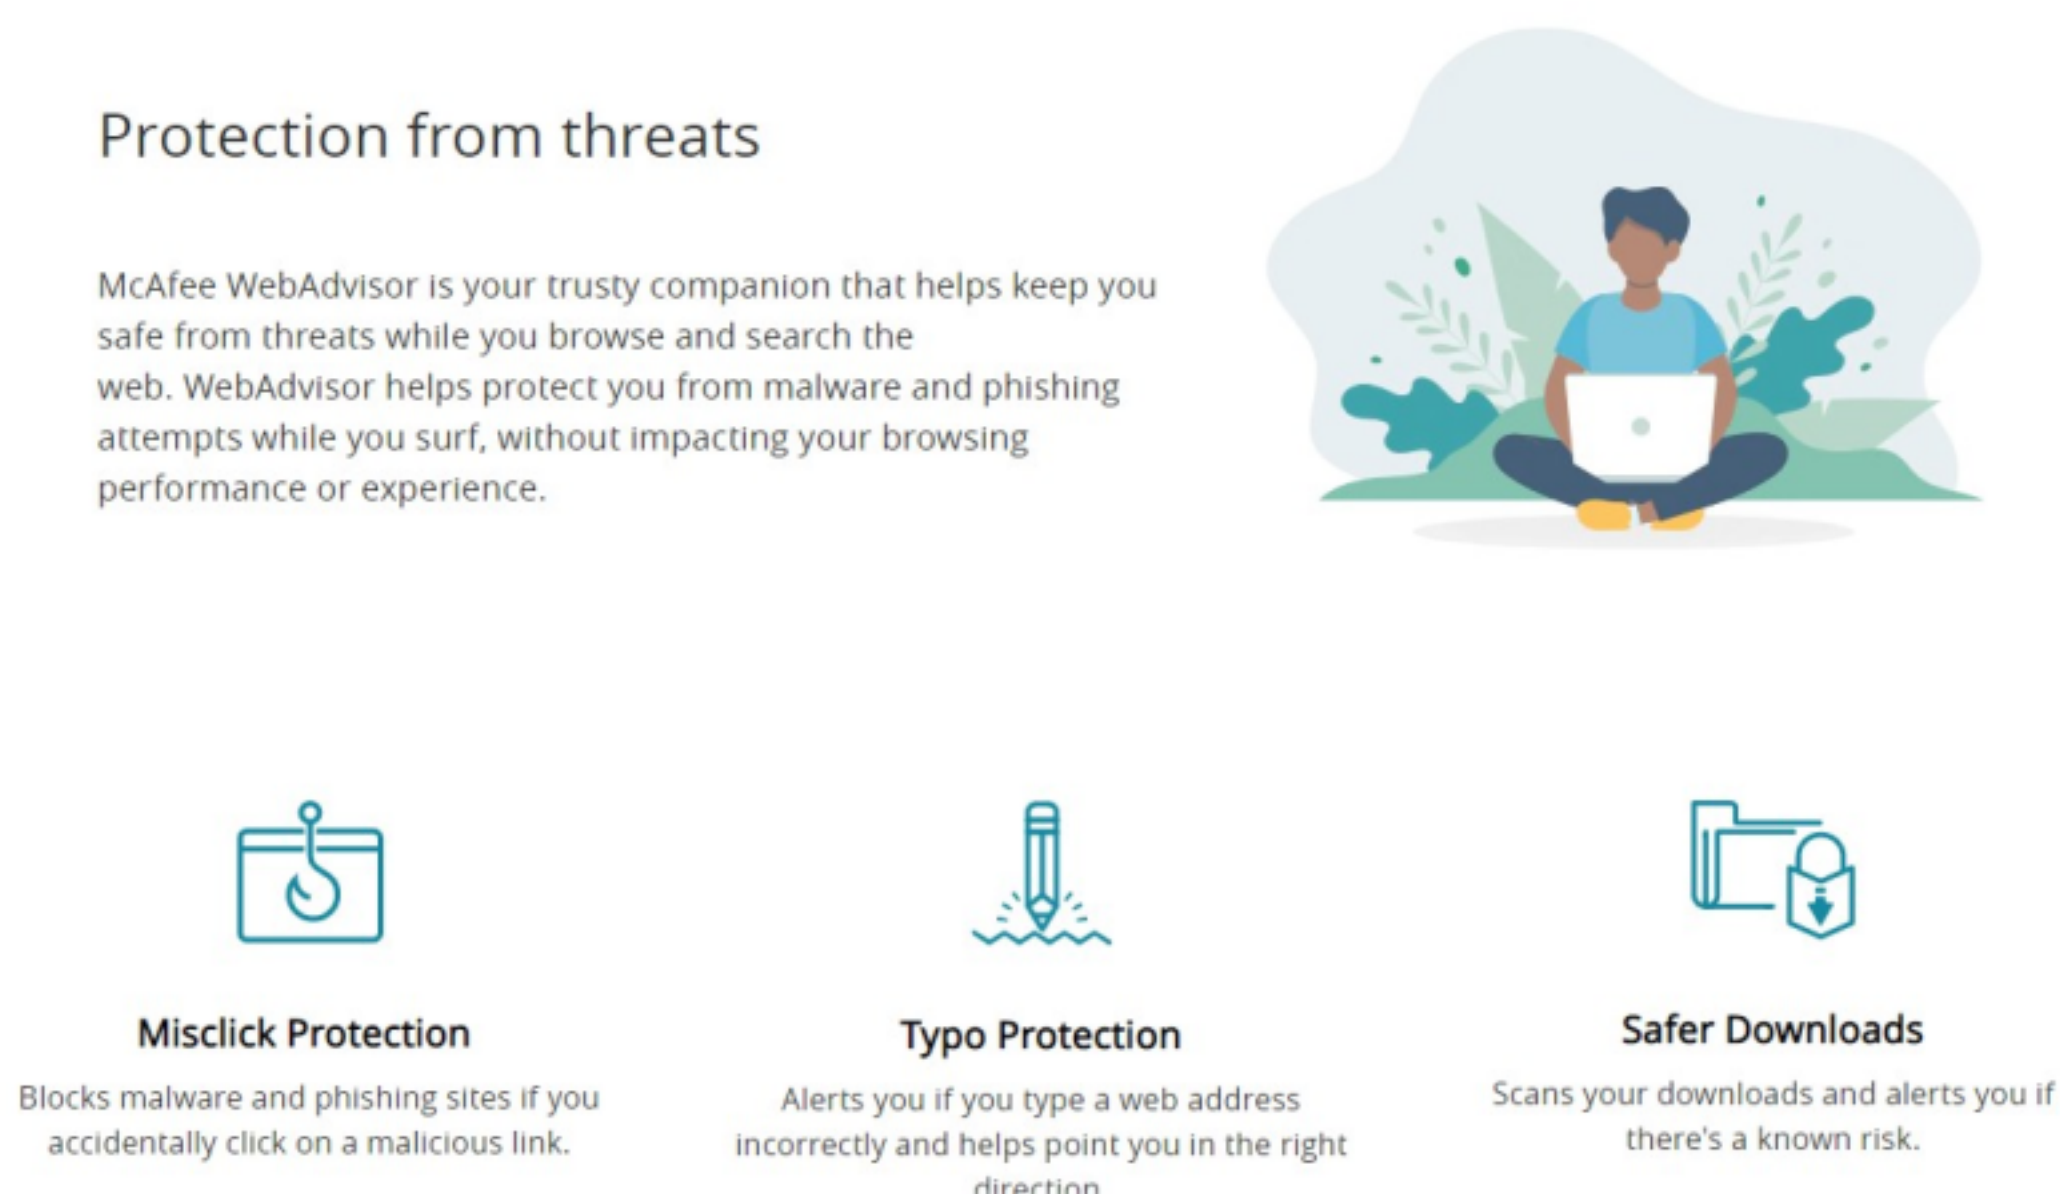 Protection from threats
McAfee WebAdvisor is your trusty companion that helps keep you
safe from threats while you browse and search the
web. WebAdvisor helps protect you from malware and phishing
attempts while you surf, without impacting your browsing
performance or experience.
Misclick Protection
Blocks malware and phishing sites if you
accidentally click on a malicious link.
Typo Protection
Alerts you if you type a web address
incorrectly and helps point you in the right
direction.
Safer Downloads
Scans your downloads and alerts you if
there's a known risk.